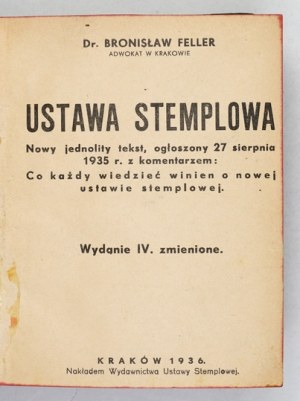 Dr. BRONISŁAW FELLER
ADWOKAT W KRAKOWIE
USTAWA STEMPLOWA
Nowy jednolity tekst, ogłoszony 27 sierpnia
1935 r. z komentarzem:
Co każdy wiedzieć winien o nowej
ustawie stemplowej.
Wydanie IV. zmienione.
KRAKÓW 1936.
Nakładem Wydawnictwa Ustawy Stemplowej.